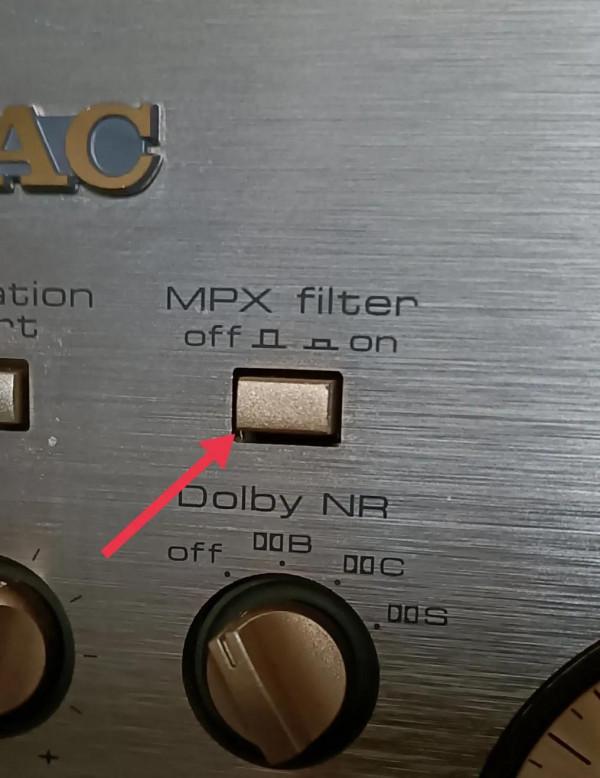 AC
ation
rt
MPX filter
off on
Dolby NR
off B C S